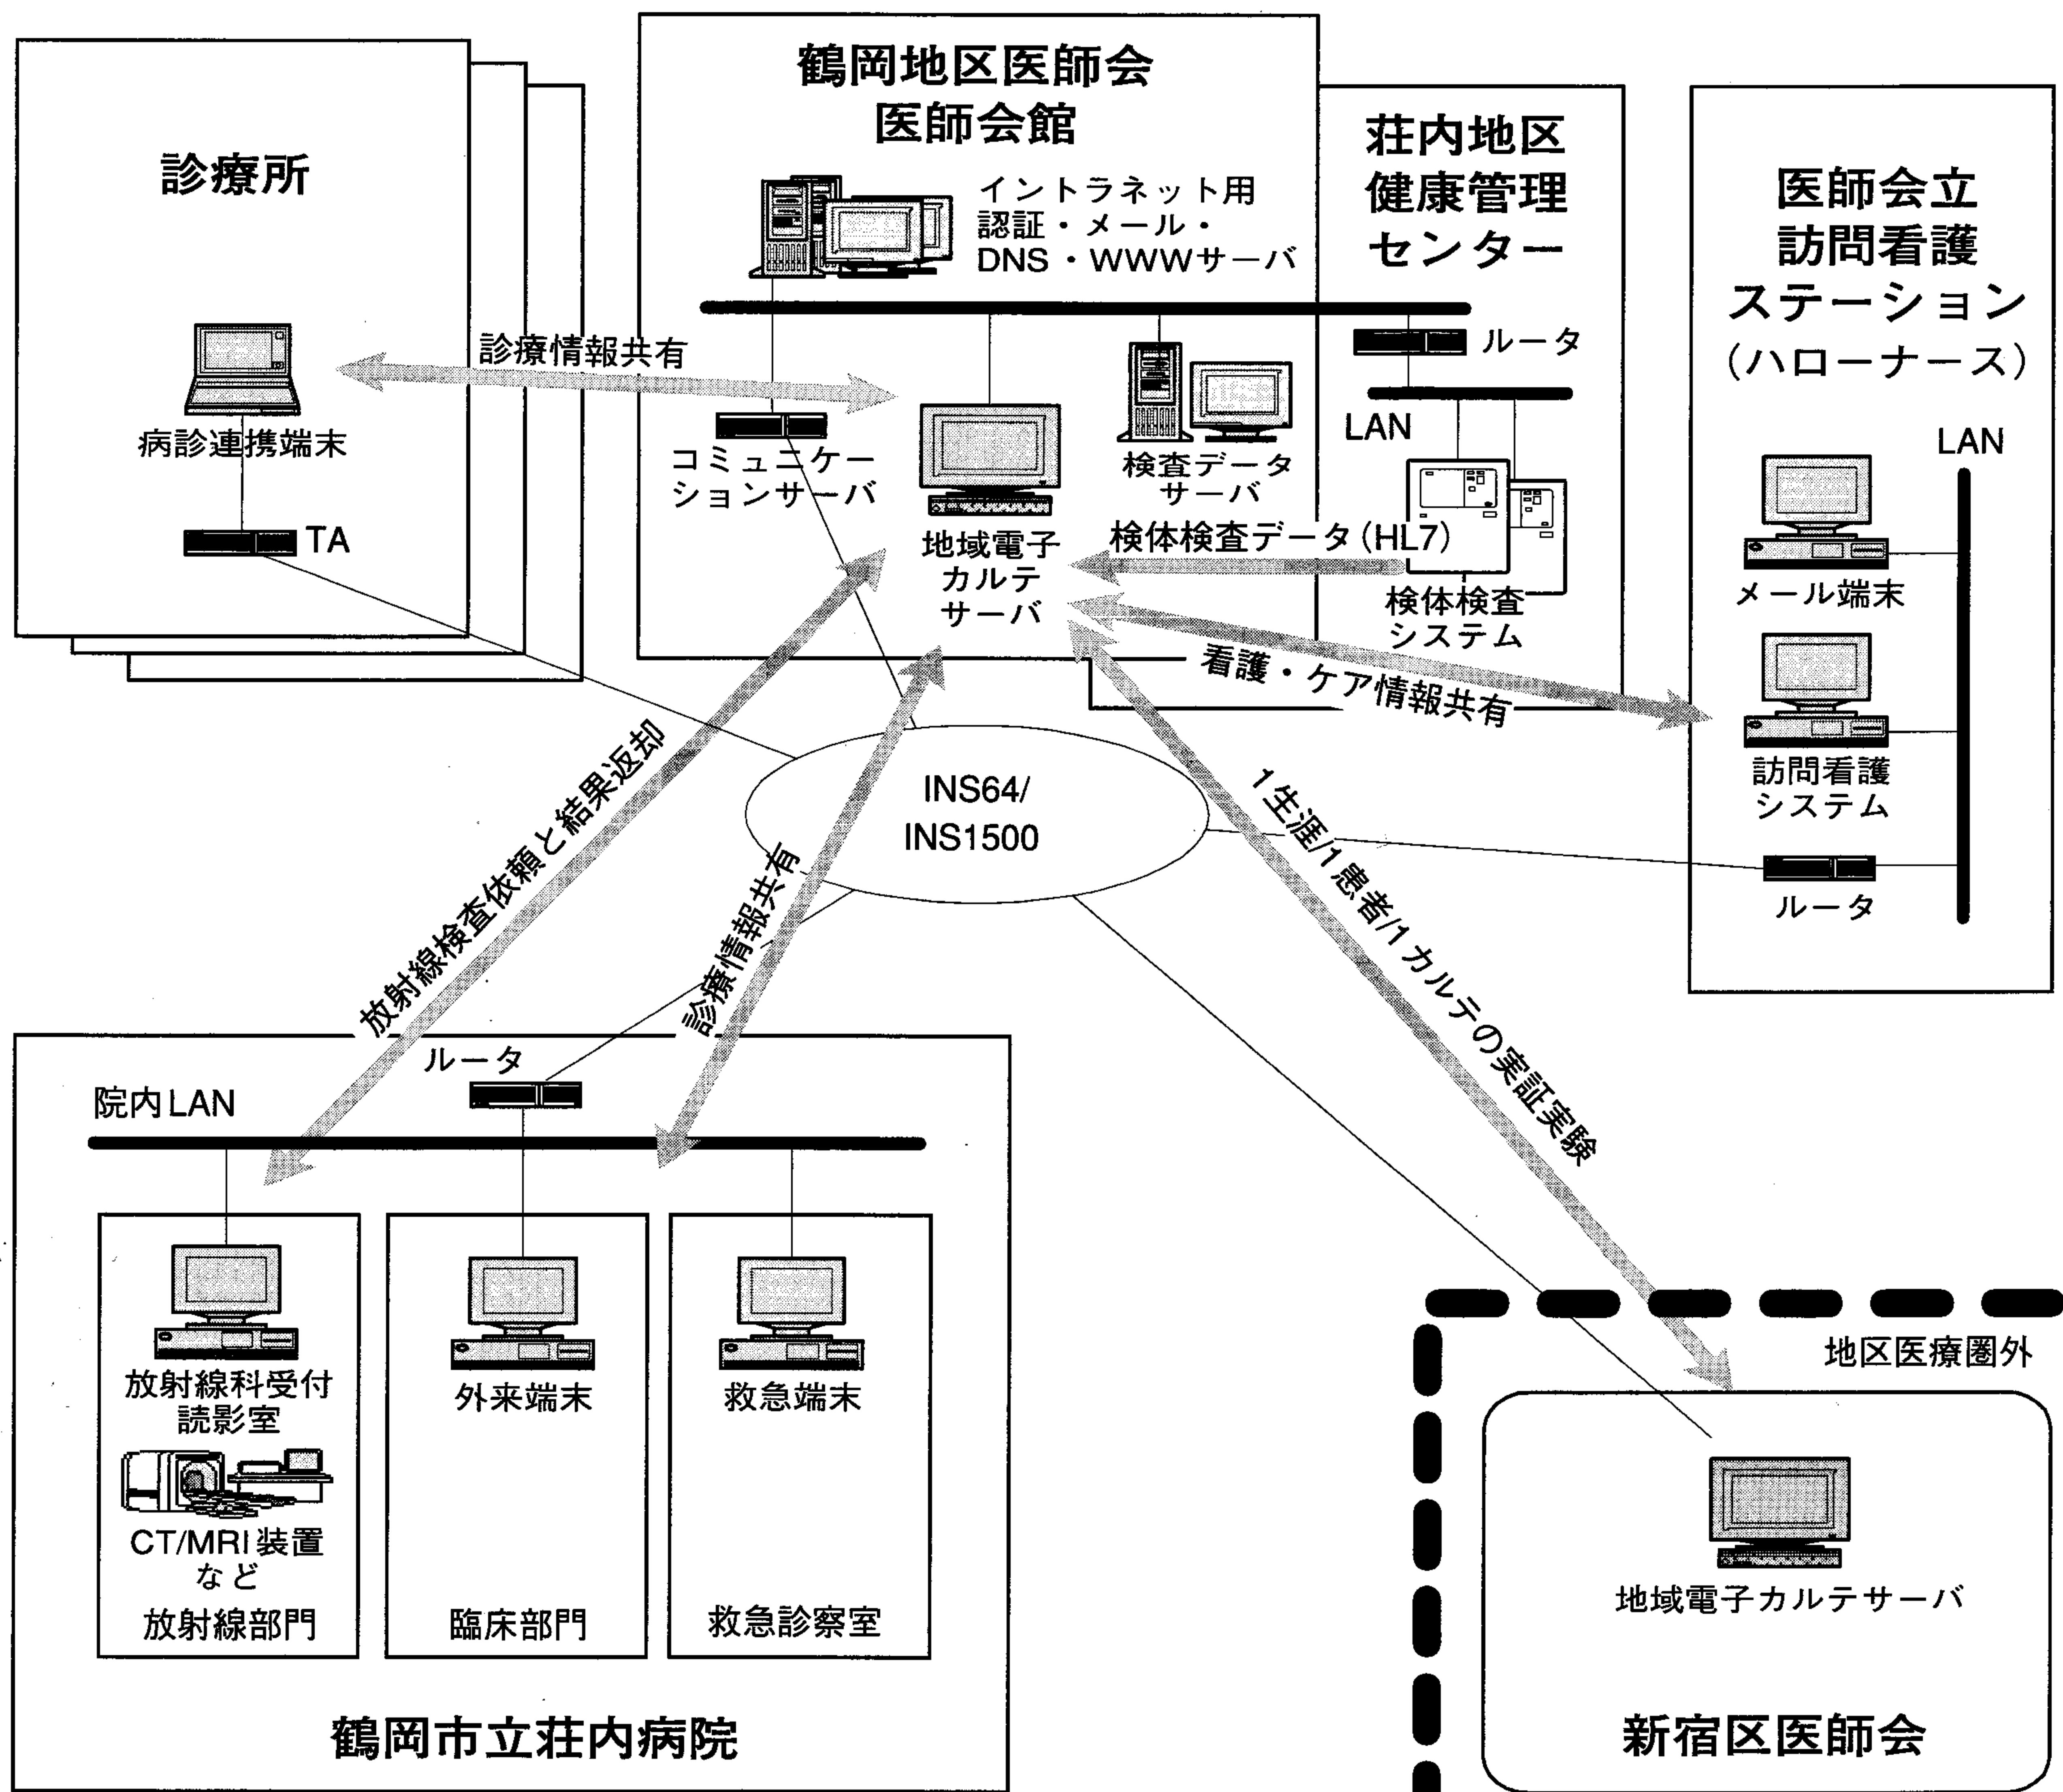 診療所
診療情報共有
病診連携端末
TA
鶴岡地区医師会
医師会館
イントラネット用
認証・メール・
DNS・WWWサーバ
コミュニケー
ションサーバ
地域電子
カルテ
サーバ
検査データ
サーバ
検体検査データ(HL7)
荘内地区
健康管理
センター
ルータ
LAN
検体検査
システム
看護・ケア情報共有
医師会立
訪問看護
ステーション
(ハローナース)
LAN
メール端末
訪問看護
システム
ルータ
INS64/
INS1500
放射線検査依頼と結果返却
診療情報共有
1生涯/1患者/1カルテの実証実験
ルータ
院内LAN
放射線科受付
読影室
CT/MRI装置
など
放射線部門
外来端末
臨床部門
救急端末
救急診察室
鶴岡市立荘内病院
地区医療圏外
地域電子カルテサーバ
新宿区医師会